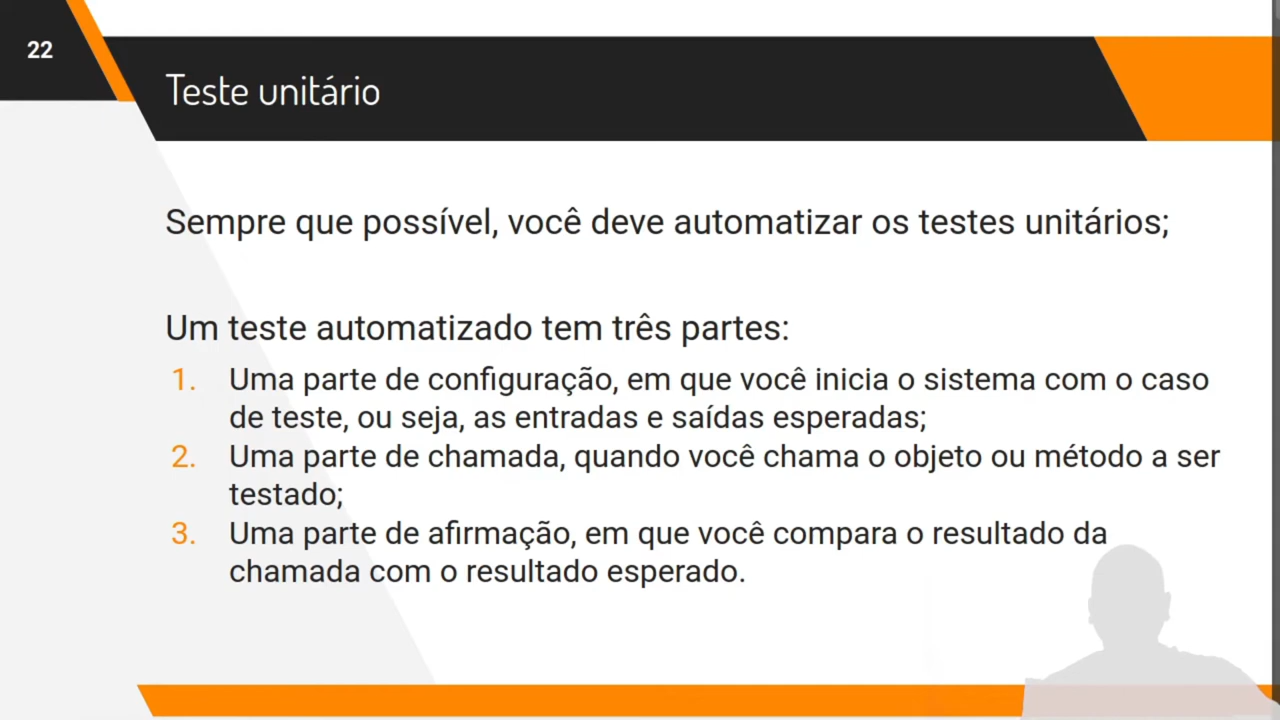 22
Teste unitário
Sempre que possível, você deve automatizar os testes unitários;
Um teste automatizado tem três partes:
1. Uma parte de configuração, em que você inicia o sistema com o caso
de teste, ou seja, as entradas e saídas esperadas;
2. Uma parte de chamada, quando você chama o objeto ou método a ser
testado;
3. Uma parte de afirmação, em que você compara o resultado da
chamada com o resultado esperado.